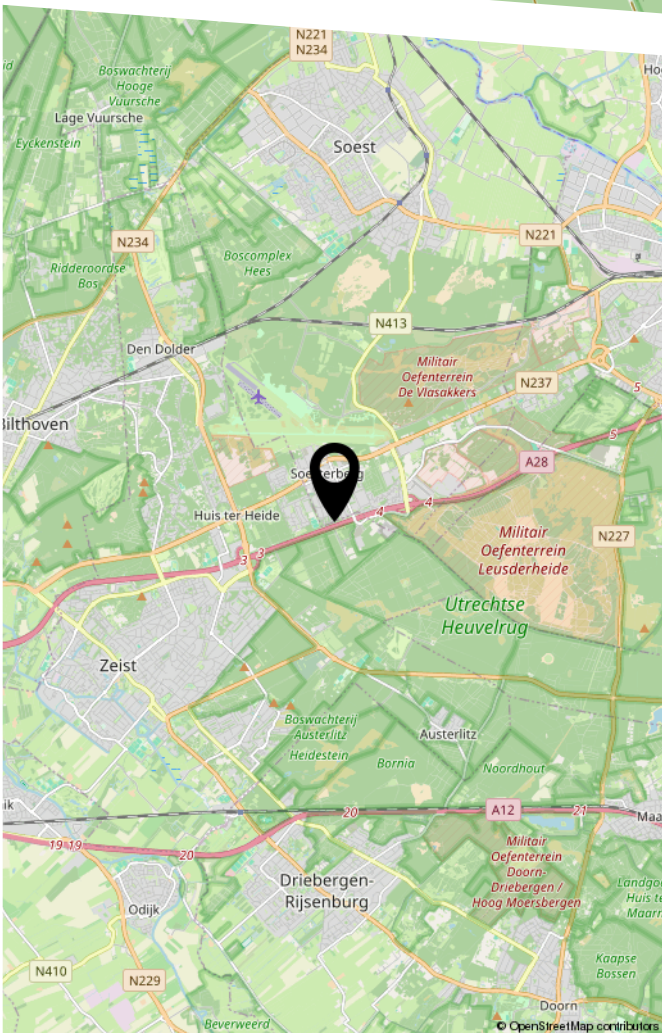 N221
N234
Boswachterij
Hooge
Vuursche
Lage Vuursche
Eyckenstein
Soest
N234
N221
Boscomplex
Hees
Ridderoordse
Bos
N413
Den Dolder
Militair
Oefenterrein
De Vlasakkers
N237
5
Bilthoven
5
A28
4
4
Huis ter Heide
N227
Militair
Oefenterrein
Leusderheide
3
3
Utrechtse
Heuvelrug
Zeist
Boswachterij
Austerlitz
Austerlitz
Heidestein
Bornia
Noordhout
20
A12
21
19
19
20
Militair
Oefenterrein
Doorn-
Driebergen /
Hoog Moersbergen
Driebergen-
Rijsenburg
Odijk
Kaapse
Bossen
N410
N229
Doorn
Beverweerd
© OpenStreetMap contributors